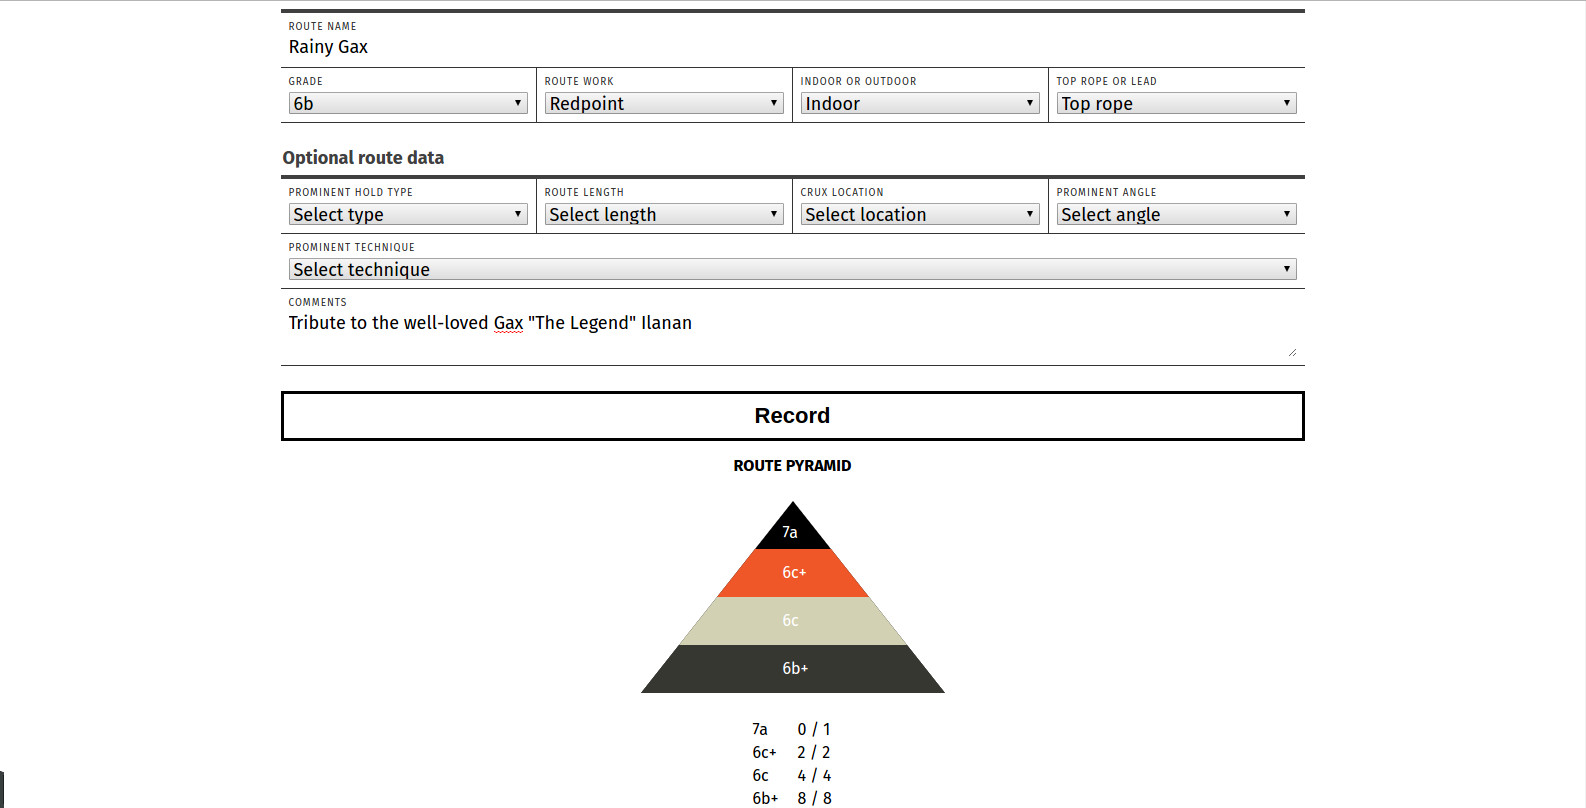 ROUTE NAME
Rainy Gax
GRADE ROUTE WORK INDOOR OR OUTDOOR TOP ROPE OR LEAD
6b Redpoint Indoor Top rope
Optional route data
PROMINENT HOLD TYPE ROUTE LENGTH CRUX LOCATION PROMINENT ANGLE
Select type Select length Select location Select angle
PROMINENT TECHNIQUE
Select technique
COMMENTS
Tribute to the well-loved Gax "The Legend" Ilanan
Record
ROUTE PYRAMID
7a
6c+
6c
6b+
7a 0 / 1
6c+ 2 / 2
6c 4 / 4
6b+ 8 / 8